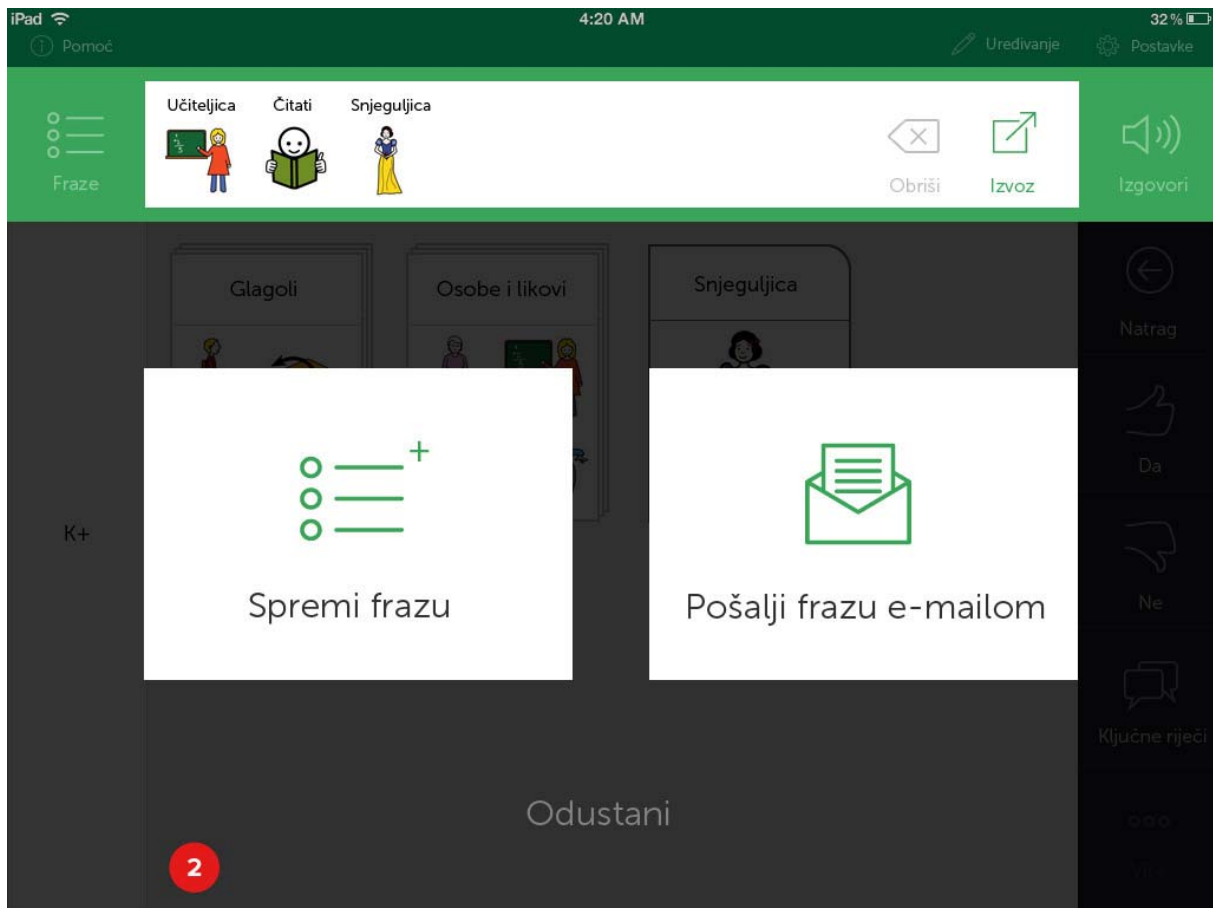 iPad 4:20 AM 32 %
Pomoć Uređivanje Postavke
Učiteljica Čitati Snjeguljica
Fraze Obriši Izvoz Izgovori
Glagoli Osobe i likovi Snjeguljica
Natrag
Da
K+
Spremi frazu Pošalji frazu e-mailom
Ne
Ključne riječi
Odustani
2